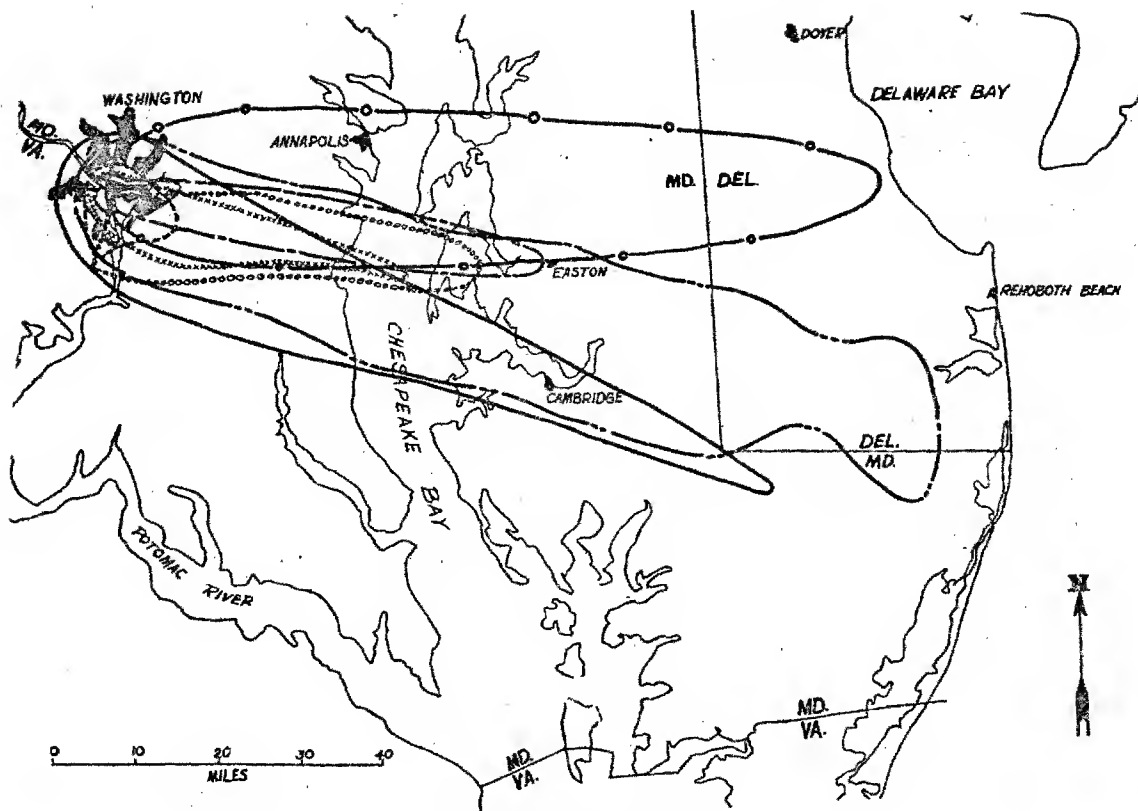 DOVER
DELAWARE BAY
WASHINGTON
MD.
VA.
ANNAPOLIS
MD. DEL.
EASTON
REHOBOTH BEACH
CHESAPEAKE
BAY
CAMBRIDGE
DEL.
MD.
POTOMAC
RIVER
N
MD.
VA.
MD.
VA.
0 10 20 30 40
MILES